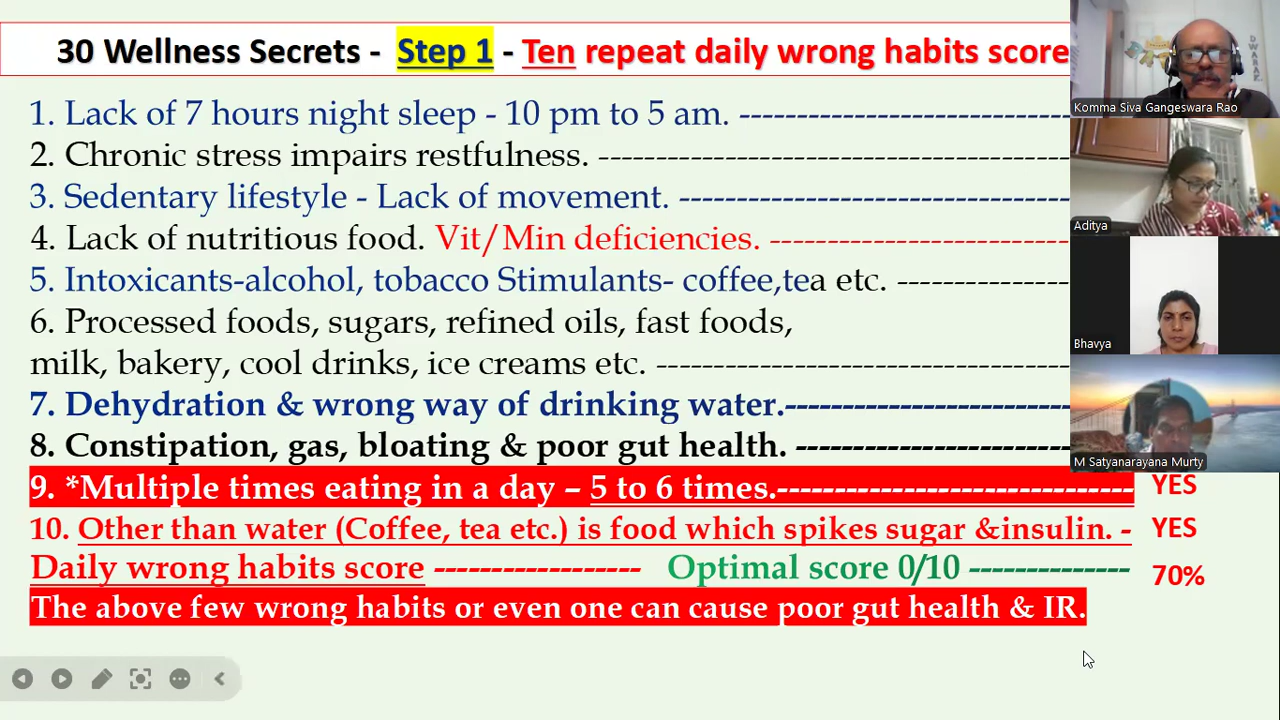 30 Wellness Secrets - Step 1 - Ten repeat daily wrong habits score
1. Lack of 7 hours night sleep - 10 pm to 5 am. ----------------------------
2. Chronic stress impairs restfulness. ----------------------------------------
3. Sedentary lifestyle - Lack of movement. ---------------------------------
4. Lack of nutritious food. Vit/Min deficiencies. -------------------------
5. Intoxicants-alcohol, tobacco Stimulants- coffee,tea etc. ---------------
6. Processed foods, sugars, refined oils, fast foods,
milk, bakery, cool drinks, ice creams etc. -----------------------------------
7. Dehydration & wrong way of drinking water.------------------------
8. Constipation, gas, bloating & poor gut health. -----------------------
9. *Multiple times eating in a day – 5 to 6 times.----------------------------- YES
10. Other than water (Coffee, tea etc.) is food which spikes sugar &insulin. - YES
Daily wrong habits score ------------------ Optimal score 0/10 -------------- 70%
The above few wrong habits or even one can cause poor gut health & IR.
Komma Siva Gangeswara Rao
DWARAK
Aditya
Bhavya
M Satyanarayana Murty